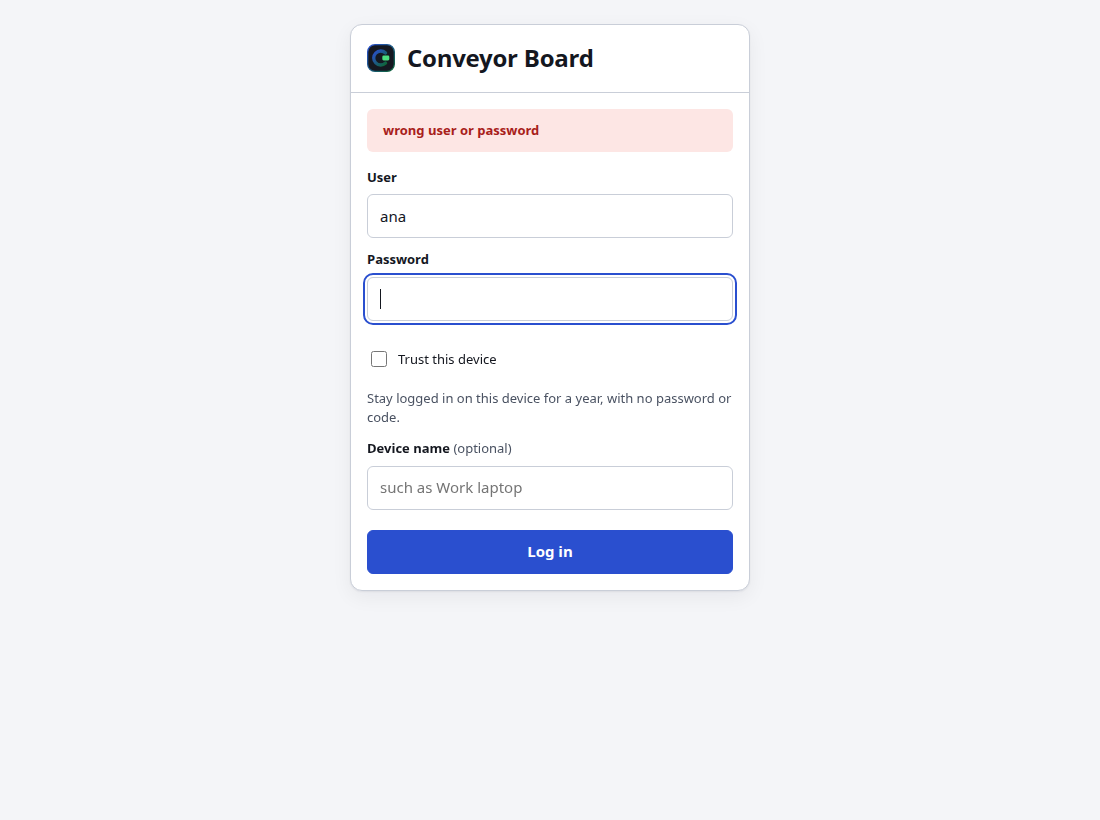 Conveyor Board
wrong user or password
User
ana
Password
Trust this device
Stay logged in on this device for a year, with no password or
code.
Device name (optional)
such as Work laptop
Log in